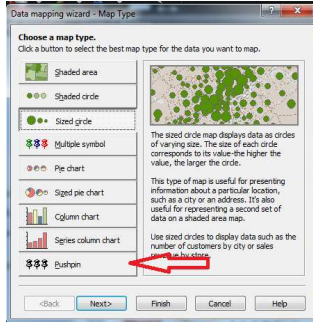 Data mapping wizard - Map Type
Choose a map type.
Click a button to select the best map type for the data you want to map.
Shaded area
Shaded circle
Sized circle
Multiple symbol
Pie chart
Sized pie chart
Column chart
Series column chart
Pushpin
The sized circle map displays data as circles
of varying size. The size of each circle
corresponds to its value-the higher the
value, the larger the circle.
This type of map is useful for presenting
information about a particular location,
such as a city or an address. It's also
useful for representing a second set of
data on a shaded area map.
Use sized circles to display data such as the
number of customers by city or sales
revenue by store.
<Back
Next>
Finish
Cancel
Help